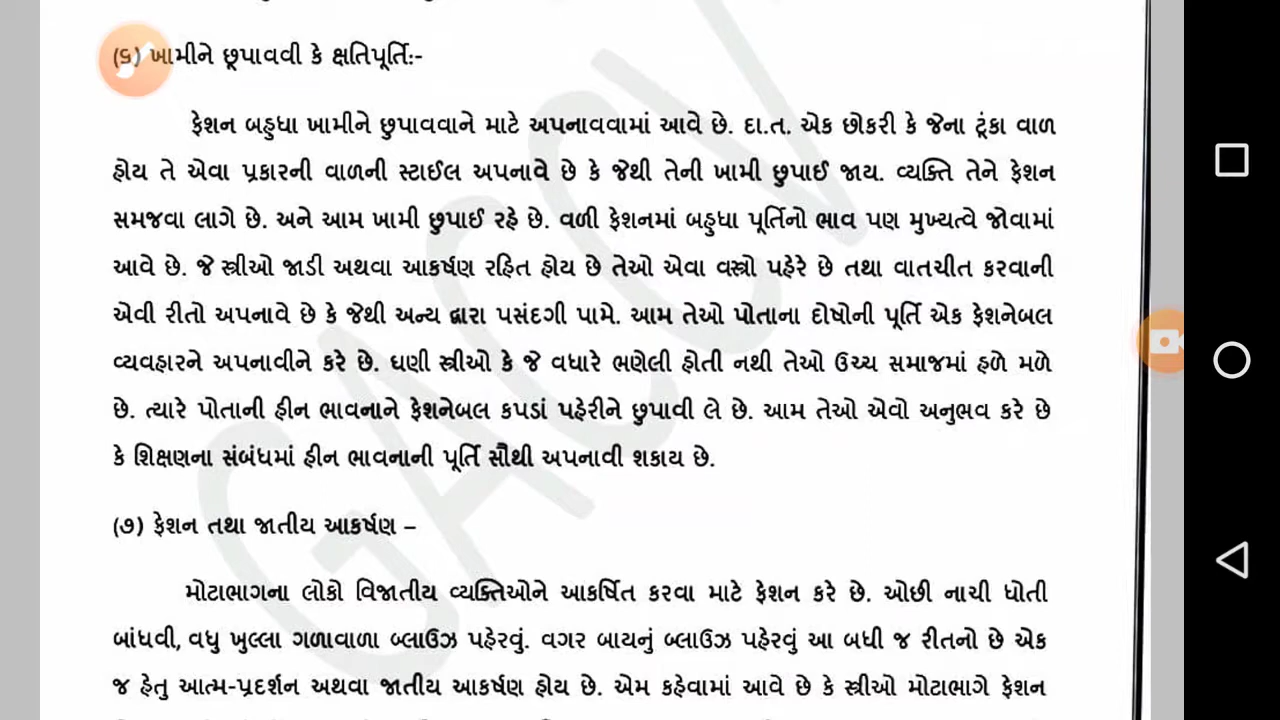 (૬) ખામીને છૂપાવવી કે ક્ષતિપૂર્તિઃ-
ફેશન બહુધા ખામીને છુપાવવાને માટે અપનાવવામાં આવે છે. દા.ત. એક છોકરી કે જેના ટૂંકા વાળ
હોય તે એવા પ્રકારની વાળની સ્ટાઈલ અપનાવે છે કે જેથી તેની ખામી છુપાઈ જાય. વ્યક્તિ તેને ફેશન
સમજવા લાગે છે. અને આમ ખામી છુપાઈ રહે છે. વળી ફેશનમાં બહુધા પૂર્તિનો ભાવ પણ મુખ્યત્વે જોવામાં
આવે છે. જે સ્ત્રીઓ જાડી અથવા આકર્ષણ રહિત હોય છે તેઓ એવા વસ્ત્રો પહેરે છે તથા વાતચીત કરવાની
એવી રીતો અપનાવે છે કે જેથી અન્ય દ્વારા પસંદગી પામે. આમ તેઓ પોતાના દોષોની પૂર્તિ એક ફેશનેબલ
વ્યવહારને અપનાવીને કરે છે. ઘણી સ્ત્રીઓ કે જે વધારે ભણેલી હોતી નથી તેઓ ઉચ્ચ સમાજમાં હળે મળે
છે. ત્યારે પોતાની હીન ભાવનાને ફેશનેબલ કપડાં પહેરીને છુપાવી લે છે. આમ તેઓ એવો અનુભવ કરે છે
કે શિક્ષણના સંબંધમાં હીન ભાવનાની પૂર્તિ સૌથી અપનાવી શકાય છે.
(૭) ફેશન તથા જાતીય આકર્ષણ –
મોટાભાગના લોકો વિજાતીય વ્યક્તિઓને આકર્ષિત કરવા માટે ફેશન કરે છે. ઓછી નાચી ધોતી
બાંધવી, વધુ ખુલ્લા ગળાવાળા બ્લાઉઝ પહેરવું. વગર બાયનું બ્લાઉઝ પહેરવું આ બધી જ રીતનો છે એક
જ હેતુ આત્મ-પ્રદર્શન અથવા જાતીય આકર્ષણ હોય છે. એમ કહેવામાં આવે છે કે સ્ત્રીઓ મોટાભાગે ફેશન